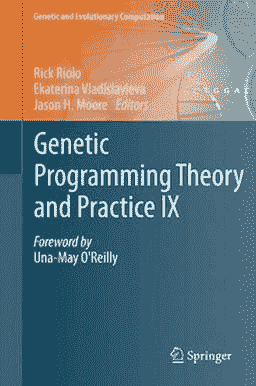 Genetic and Evolutionary Computation
Rick Riolo
Ekaterina Vladislavleva
Jason H. Moore Editors
Genetic
Programming Theory
and Practice IX
Foreword by
Una-May O'Reilly
Springer